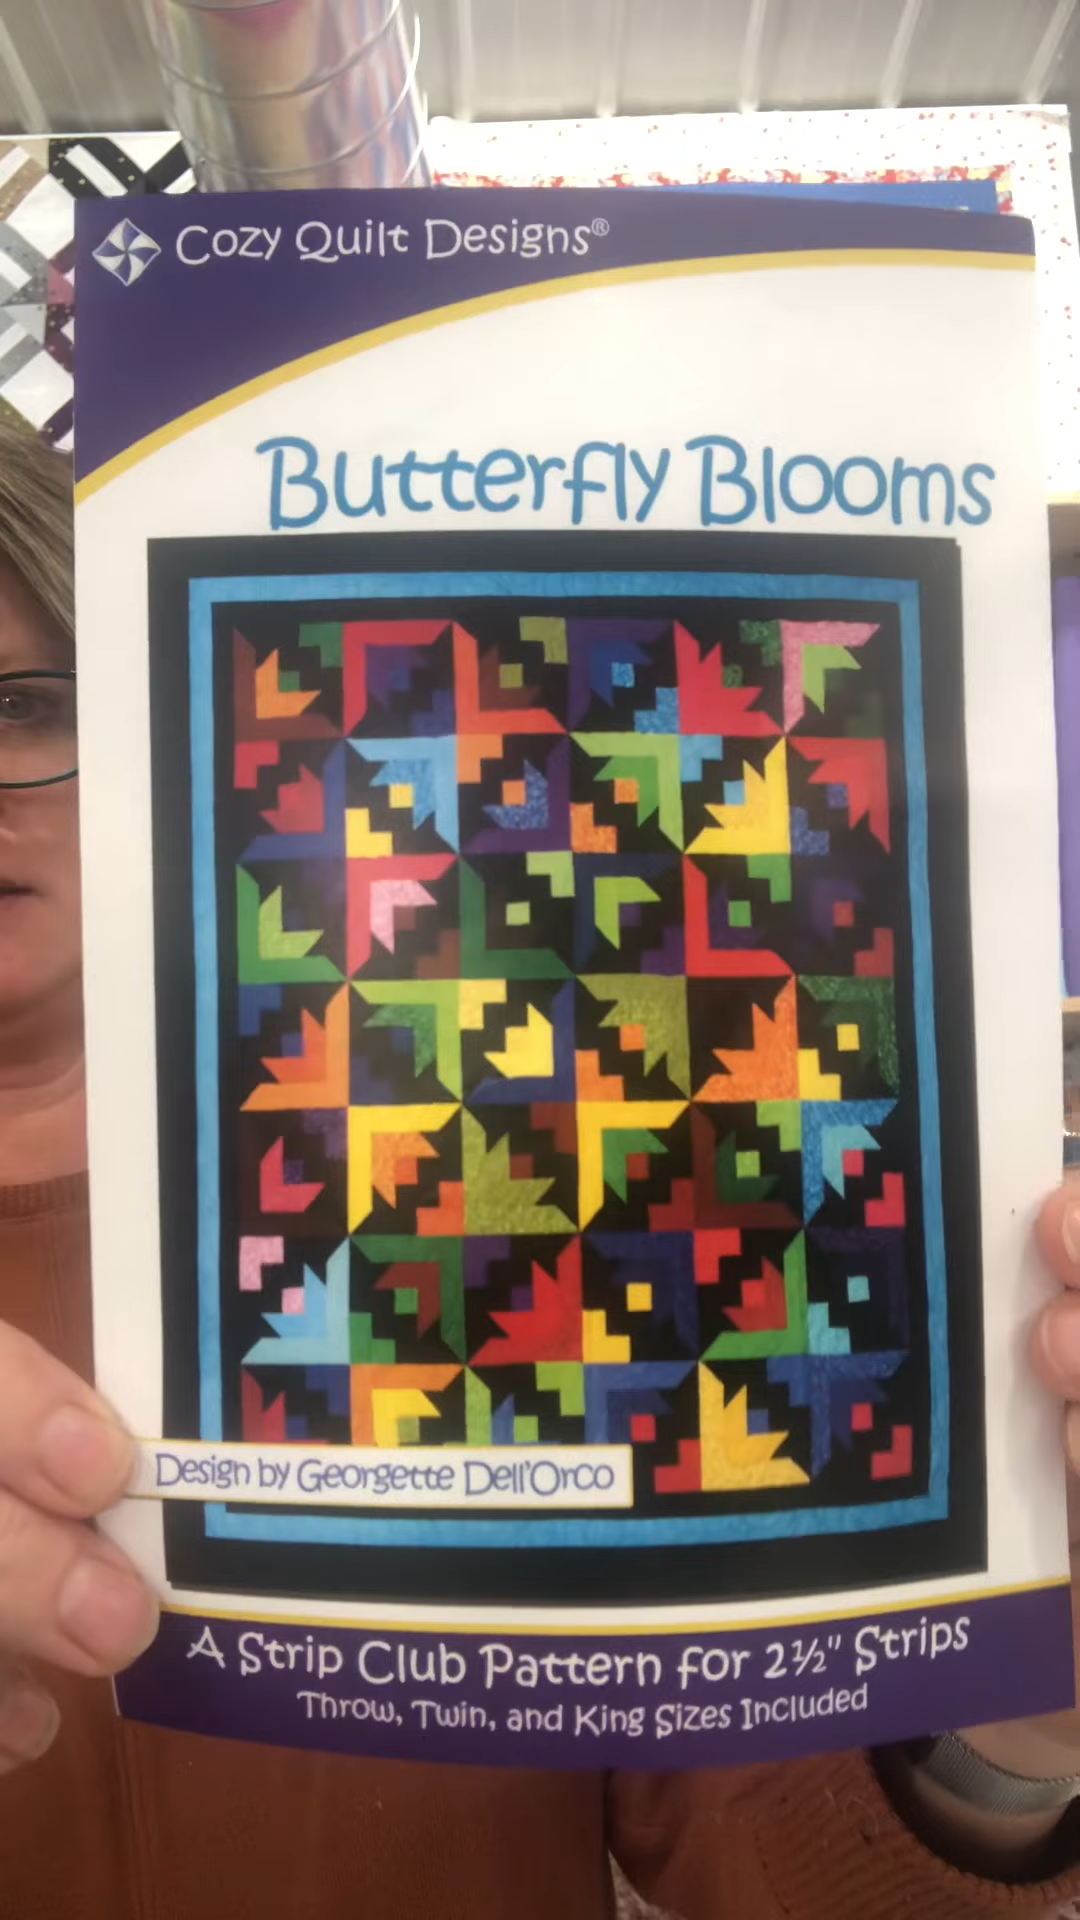 Cozy Quilt Designs®
Butterfly Blooms
Design by Georgette Dell'Orco
A Strip Club Pattern for 2½" Strips
Throw, Twin, and King Sizes Included